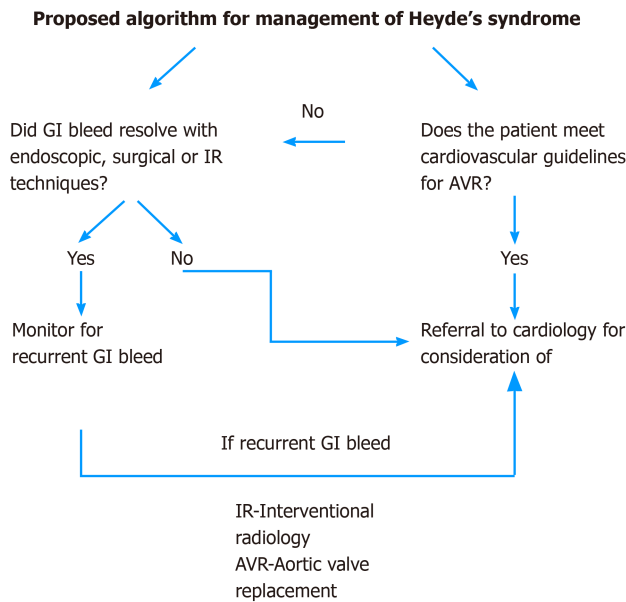 Proposed algorithm for management of Heyde's syndrome
No
Did GI bleed resolve with
endoscopic, surgical or IR
techniques?
Does the patient meet
cardiovascular guidelines
for AVR?
Yes
No
Yes
Monitor for
recurrent GI bleed
Referral to cardiology for
consideration of
If recurrent GI bleed
IR-Interventional
radiology
AVR-Aortic valve
replacement